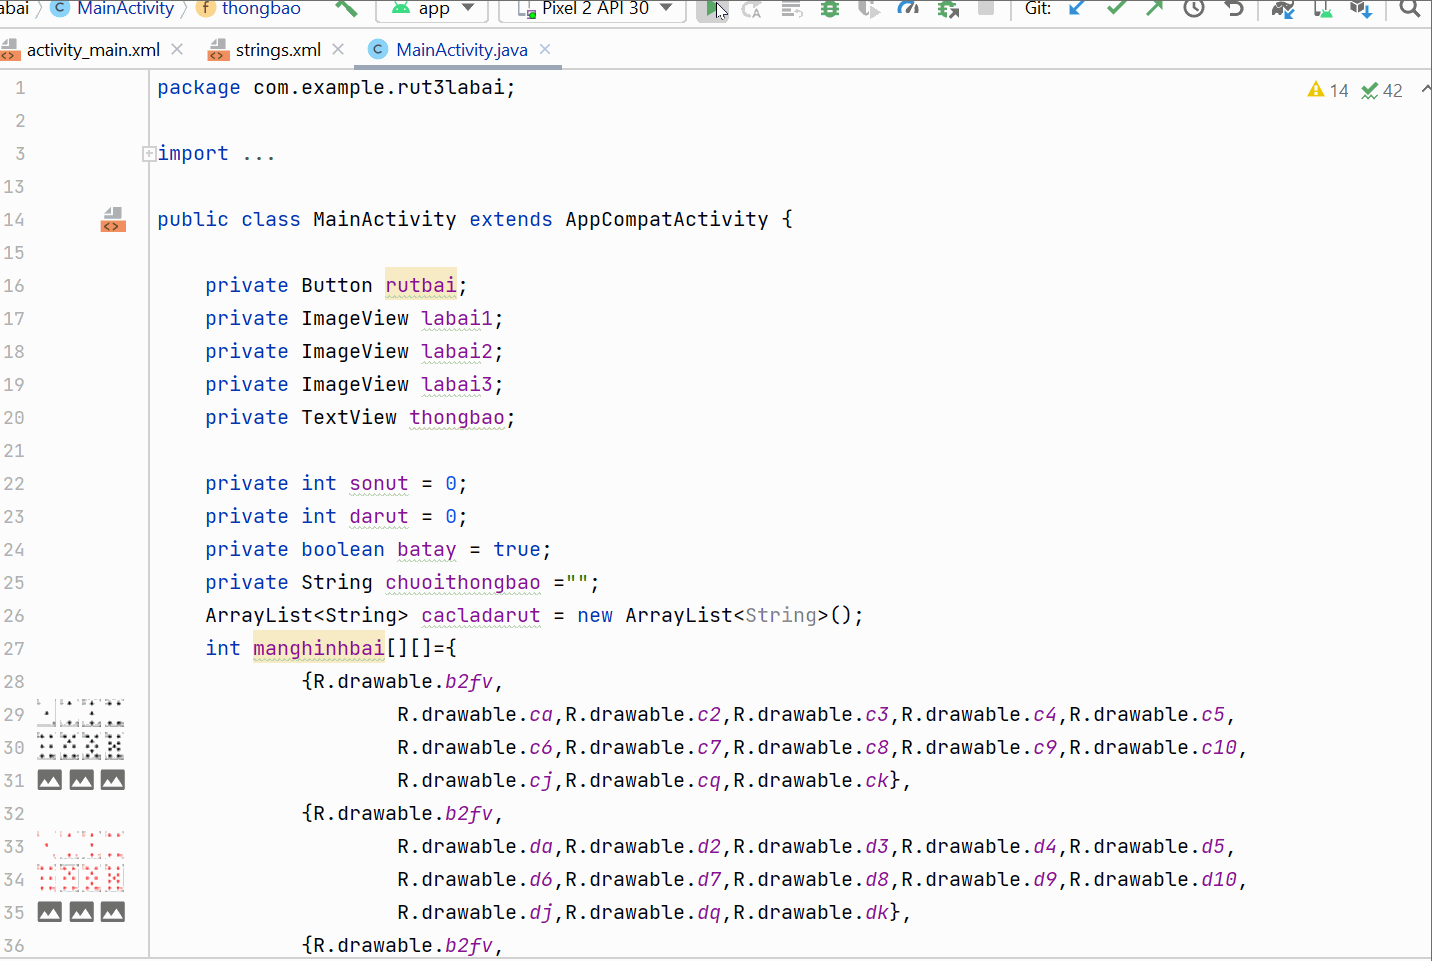 abai MainActivity f thongbao app Pixel 2 API 30 Git:
activity_main.xml strings.xml C MainActivity.java
1 package com.example.rut3labai; 14 42
2
3 import ...
13
14 public class MainActivity extends AppCompatActivity {
15
16 private Button rutbai;
17 private ImageView labai1;
18 private ImageView labai2;
19 private ImageView labai3;
20 private TextView thongbao;
21
22 private int sonut = 0;
23 private int darut = 0;
24 private boolean batay = true;
25 private String chuoithongbao ="";
26 ArrayList<String> cacladarut = new ArrayList<String>();
27 int manghinhbai[][]={
28 {R.drawable.b2fv,
29 R.drawable.ca,R.drawable.c2,R.drawable.c3,R.drawable.c4,R.drawable.c5,
30 R.drawable.c6,R.drawable.c7,R.drawable.c8,R.drawable.c9,R.drawable.c10,
31 R.drawable.cj,R.drawable.cq,R.drawable.ck},
32 {R.drawable.b2fv,
33 R.drawable.da,R.drawable.d2,R.drawable.d3,R.drawable.d4,R.drawable.d5,
34 R.drawable.d6,R.drawable.d7,R.drawable.d8,R.drawable.d9,R.drawable.d10,
35 R.drawable.dj,R.drawable.dq,R.drawable.dk},
36 {R.drawable.b2fv,